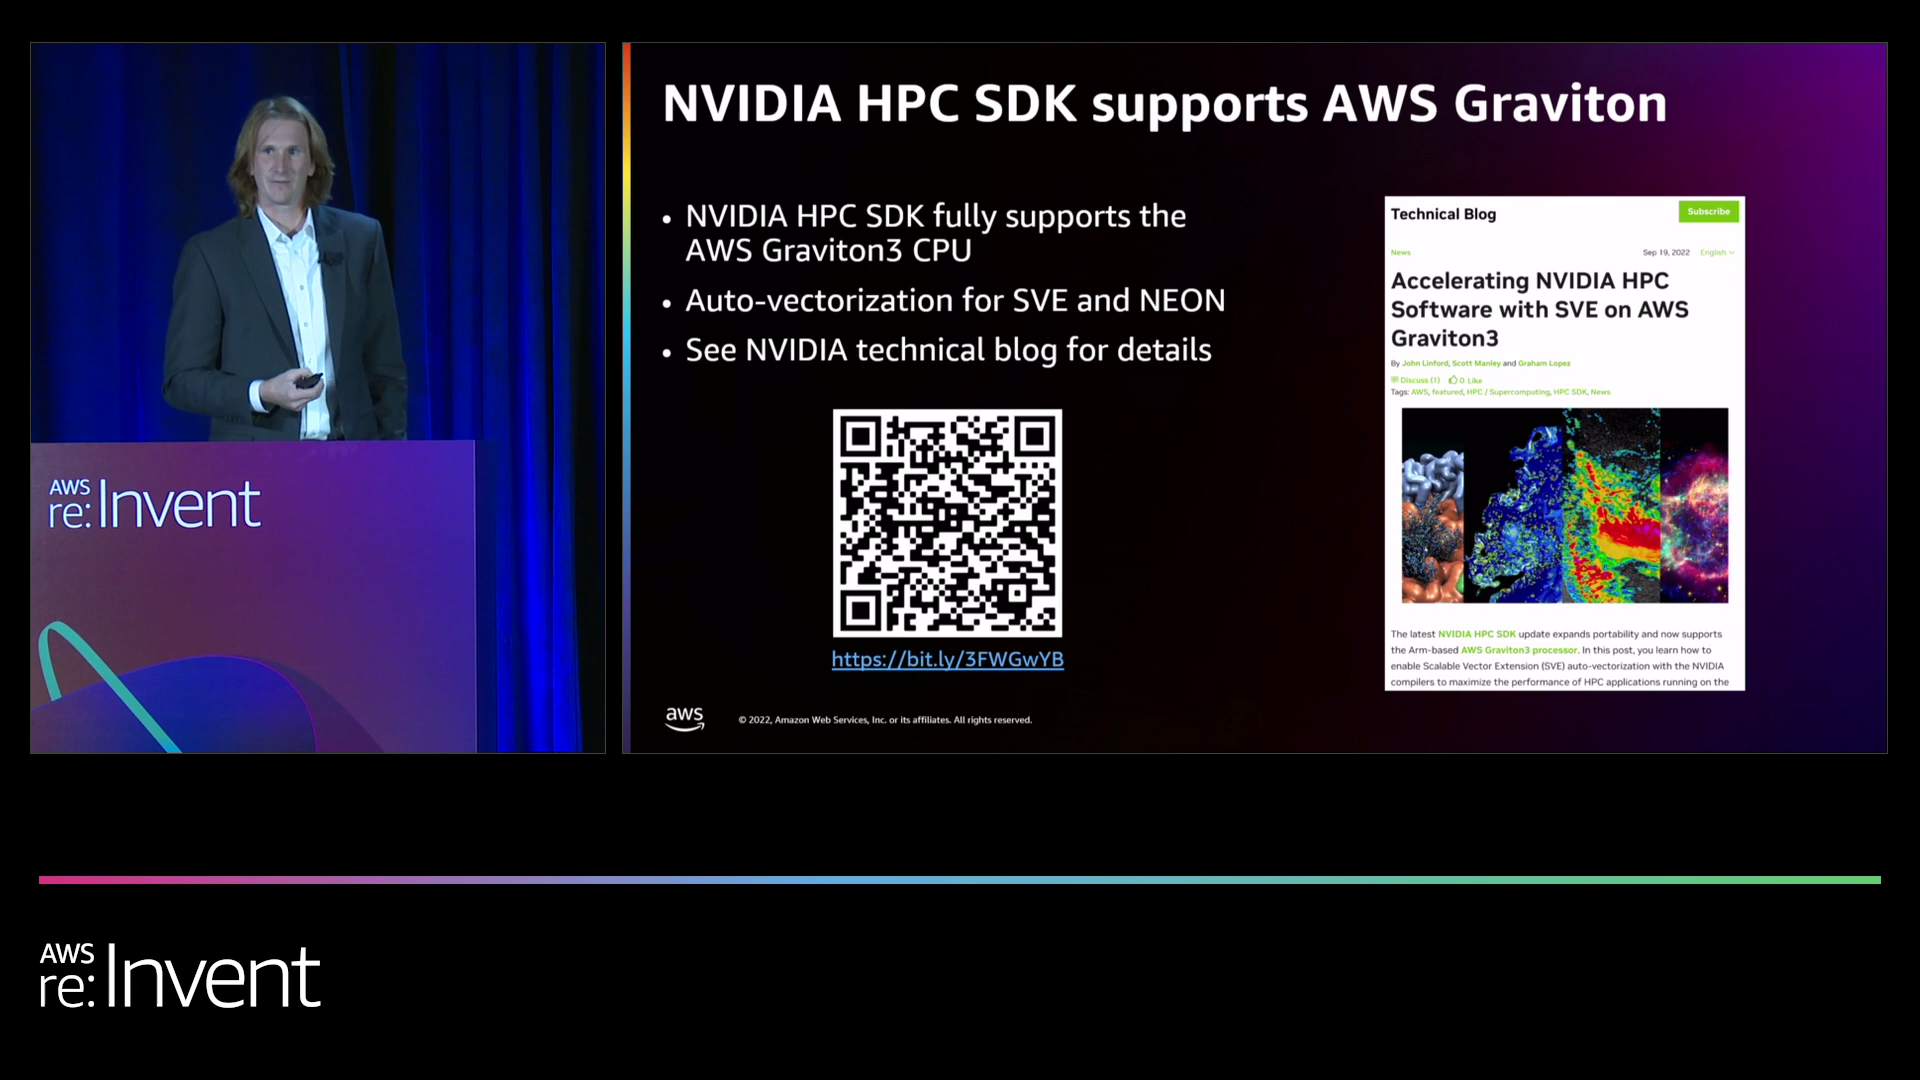 AWS
re:Invent
NVIDIA HPC SDK supports AWS Graviton
• NVIDIA HPC SDK fully supports the
AWS Graviton3 CPU
• Auto-vectorization for SVE and NEON
• See NVIDIA technical blog for details
https://bit.ly/3FWGwYB
Technical Blog
Subscribe
News
Sep 19, 2022 English
Accelerating NVIDIA HPC
Software with SVE on AWS
Graviton3
By John Linford, Scott Manley and Graham Lopez
Discuss (1) 0 Like
Tags: AWS, featured, HPC / Supercomputing, HPC SDK, News
The latest NVIDIA HPC SDK update expands portability and now supports
the Arm-based AWS Graviton3 processor. In this post, you learn how to
enable Scalable Vector Extension (SVE) auto-vectorization with the NVIDIA
compilers to maximize the performance of HPC applications running on the
aws
© 2022, Amazon Web Services, Inc. or its affiliates. All rights reserved.
AWS
re:Invent